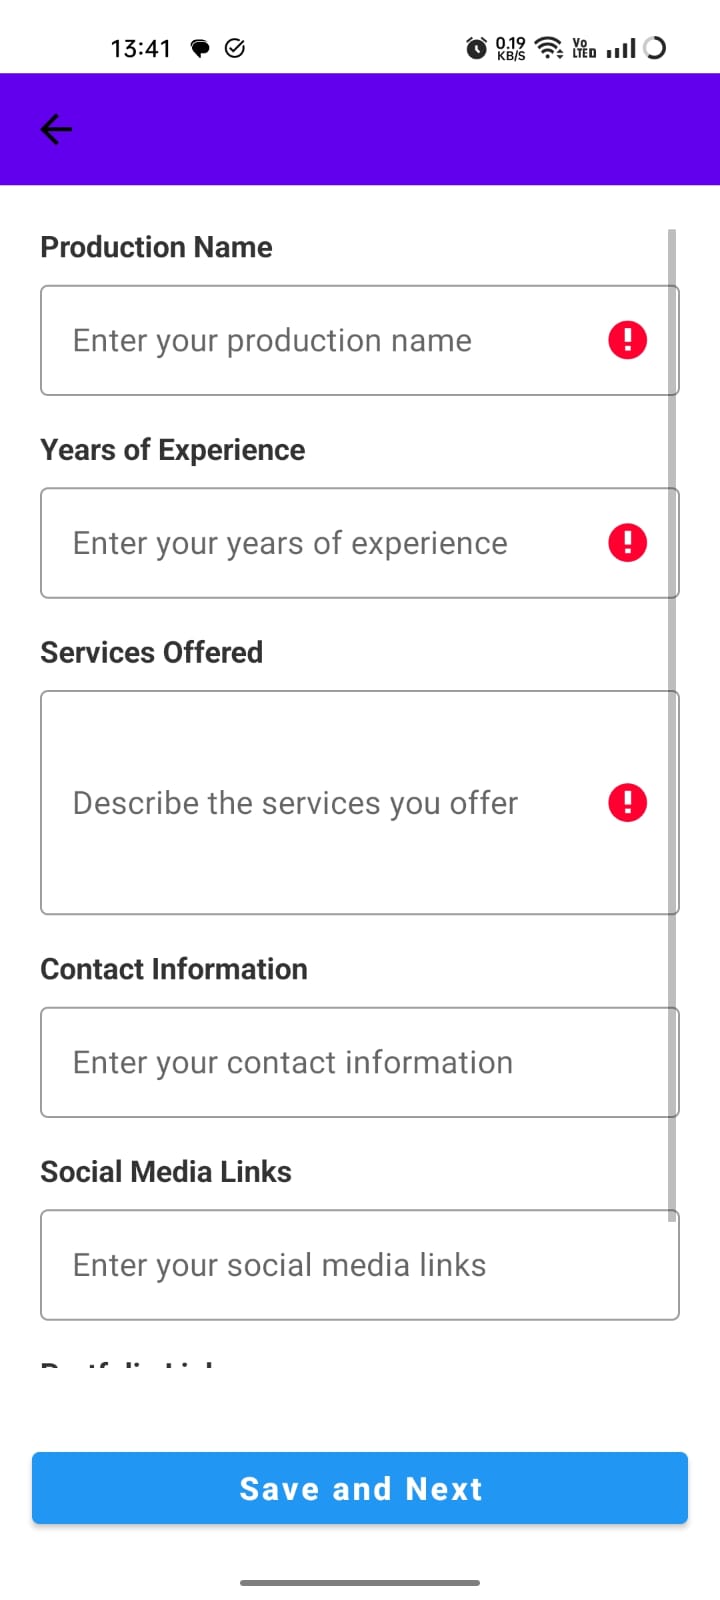 13:41
0.19 KB/S
Vo LTED
Production Name
Enter your production name
Years of Experience
Enter your years of experience
Services Offered
Describe the services you offer
Contact Information
Enter your contact information
Social Media Links
Enter your social media links
Save and Next